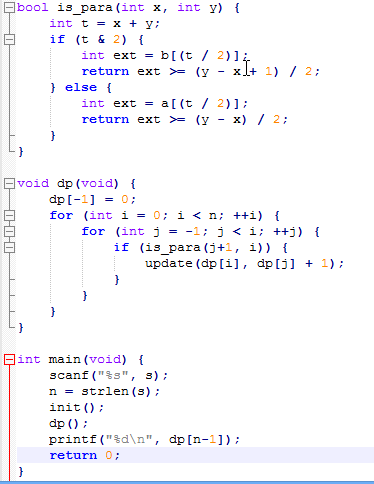 bool is_para(int x, int y) {
    int t = x + y;
    if (t & 2) {
        int ext = b[(t / 2)];
        return ext >= (y - x + 1) / 2;
    } else {
        int ext = a[(t / 2)];
        return ext >= (y - x) / 2;
    }
}

void dp(void) {
    dp[-1] = 0;
    for (int i = 0; i < n; ++i) {
        for (int j = -1; j < i; ++j) {
            if (is_para(j+1, i)) {
                update(dp[i], dp[j] + 1);
            }
        }
    }
}

int main(void) {
    scanf("%s", s);
    n = strlen(s);
    init();
    dp();
    printf("%d\n", dp[n-1]);
    return 0;
}